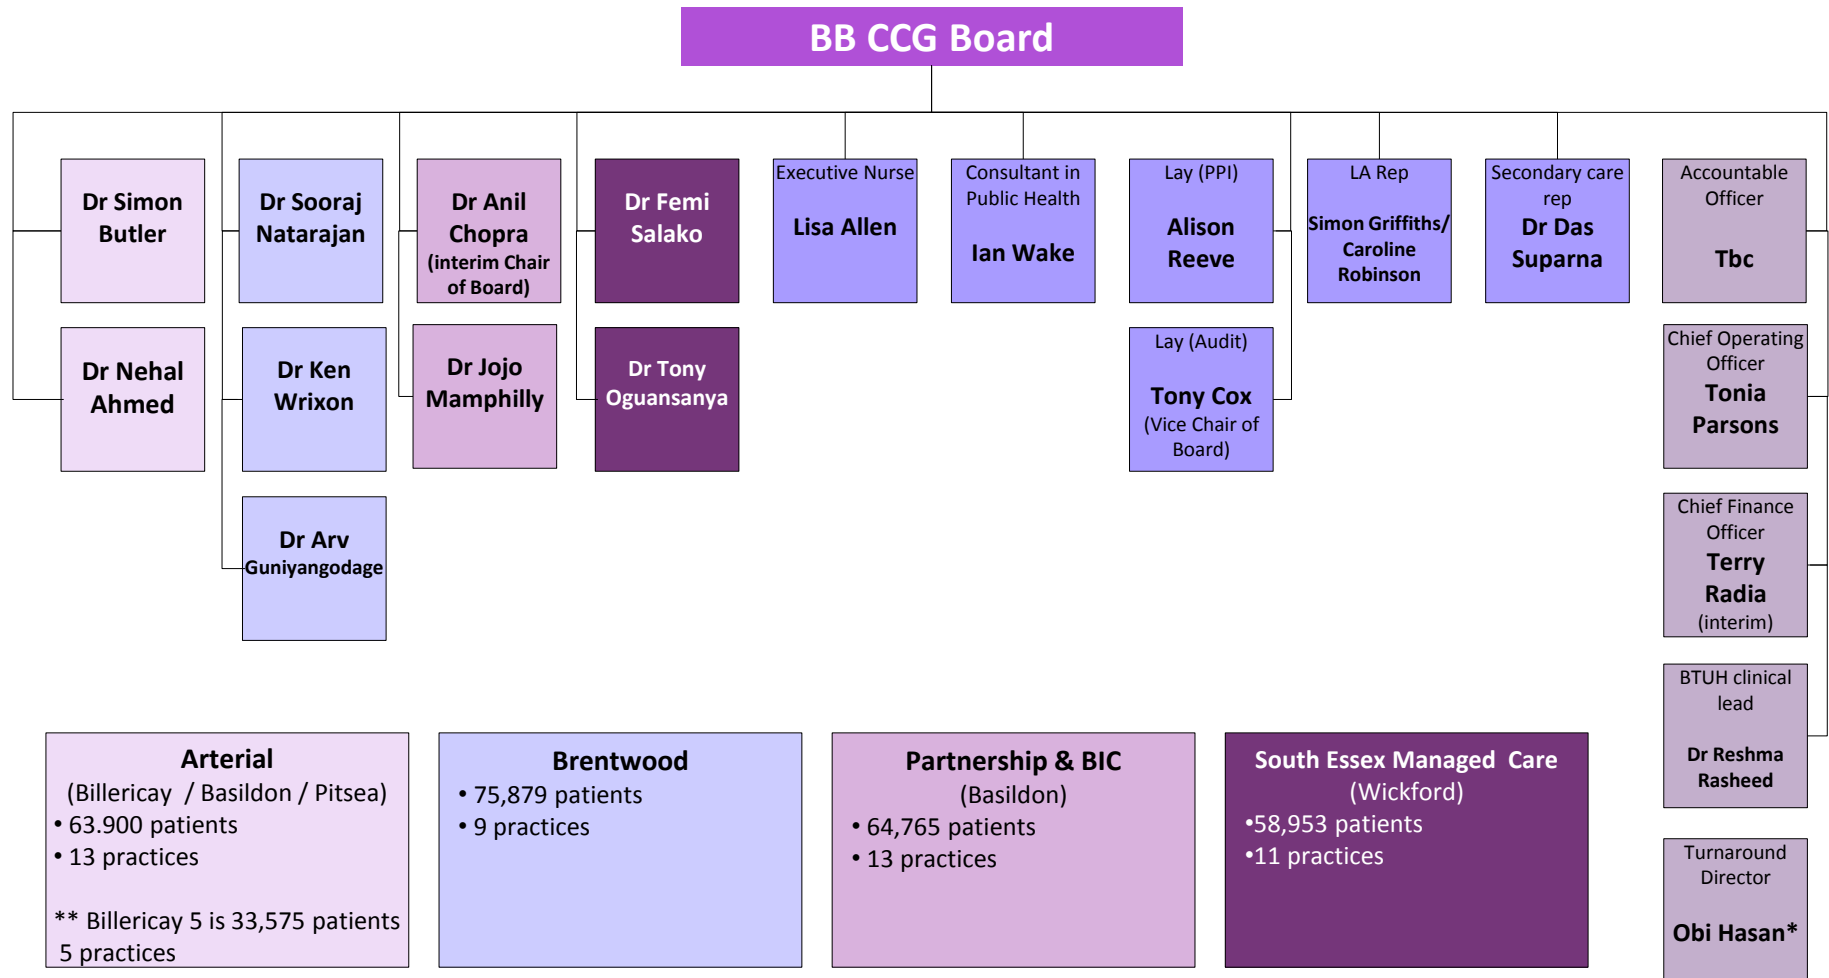 BB CCG Board
Dr Simon
Butler
Dr Nehal
Ahmed
Dr Sooraj
Natarajan
Dr Ken
Wrixon
Dr Arv
Guniyangodage
Dr Anil
Chopra
(interim Chair
of Board)
Dr Jojo
Mamphilly
Dr Femi
Salako
Dr Tony
Oguansanya
Executive Nurse
Lisa Allen
Consultant in
Public Health
Ian Wake
Lay (PPI)
Alison
Reeve
Lay (Audit)
Tony Cox
(Vice Chair of
Board)
LA Rep
Simon Griffiths/
Caroline
Robinson
Secondary care
rep
Dr Das
Suparna
Accountable
Officer
Tbc
Chief Operating
Officer
Tonia
Parsons
Chief Finance
Officer
Terry
Radia
(interim)
BTUH clinical
lead
Dr Reshma
Rasheed
Turnaround
Director
Obi Hasan*
Arterial
(Billericay / Basildon / Pitsea)
• 63.900 patients
• 13 practices
** Billericay 5 is 33,575 patients
5 practices
Brentwood
• 75,879 patients
• 9 practices
Partnership & BIC
(Basildon)
• 64,765 patients
• 13 practices
South Essex Managed Care
(Wickford)
•58,953 patients
•11 practices